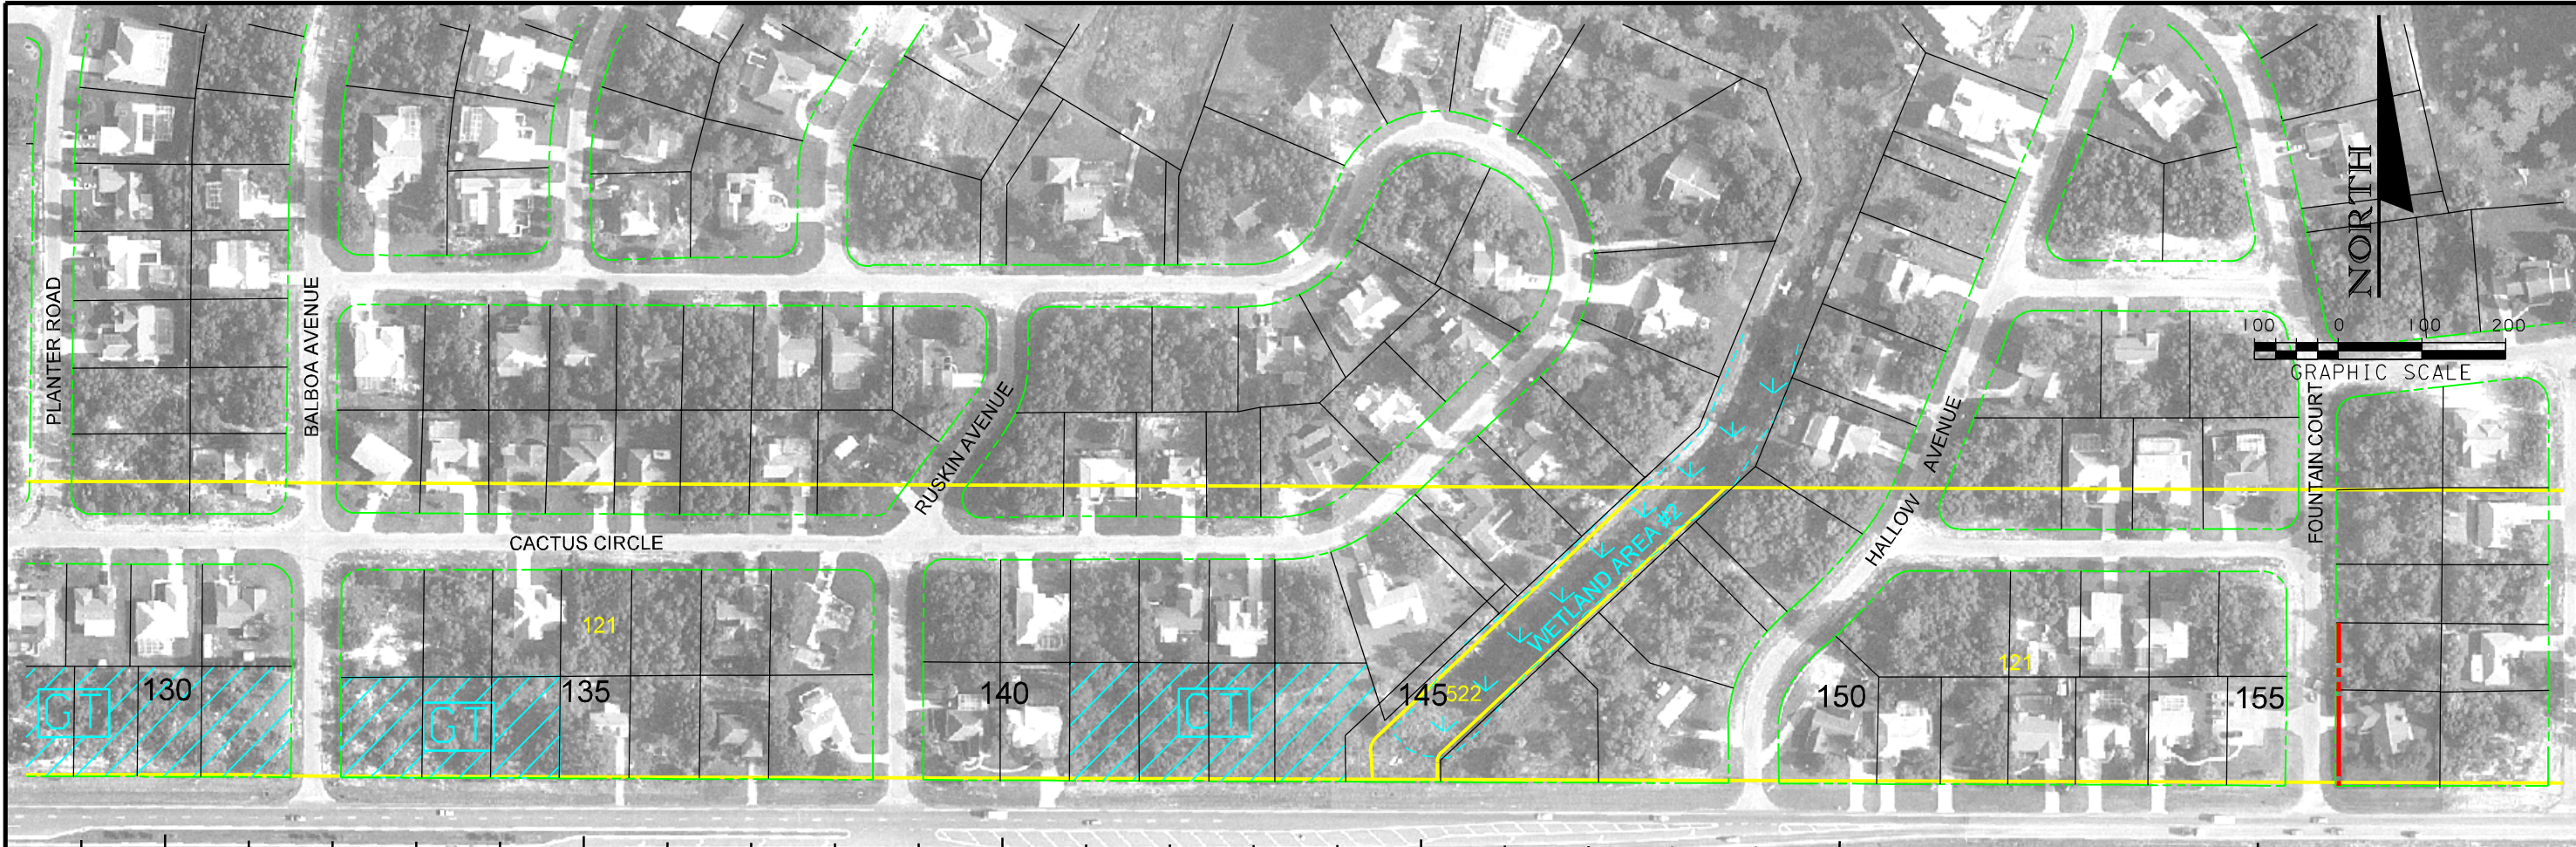 NORTH
100 0 100 200
GRAPHIC SCALE
PLANTER ROAD
BALBOA AVENUE
RUSKIN AVENUE
HALLOW AVENUE
FOUNTAIN COURT
CACTUS CIRCLE
WETLAND AREA #2
121
121
GT
130
GT
135
140
GT
145
522
150
155